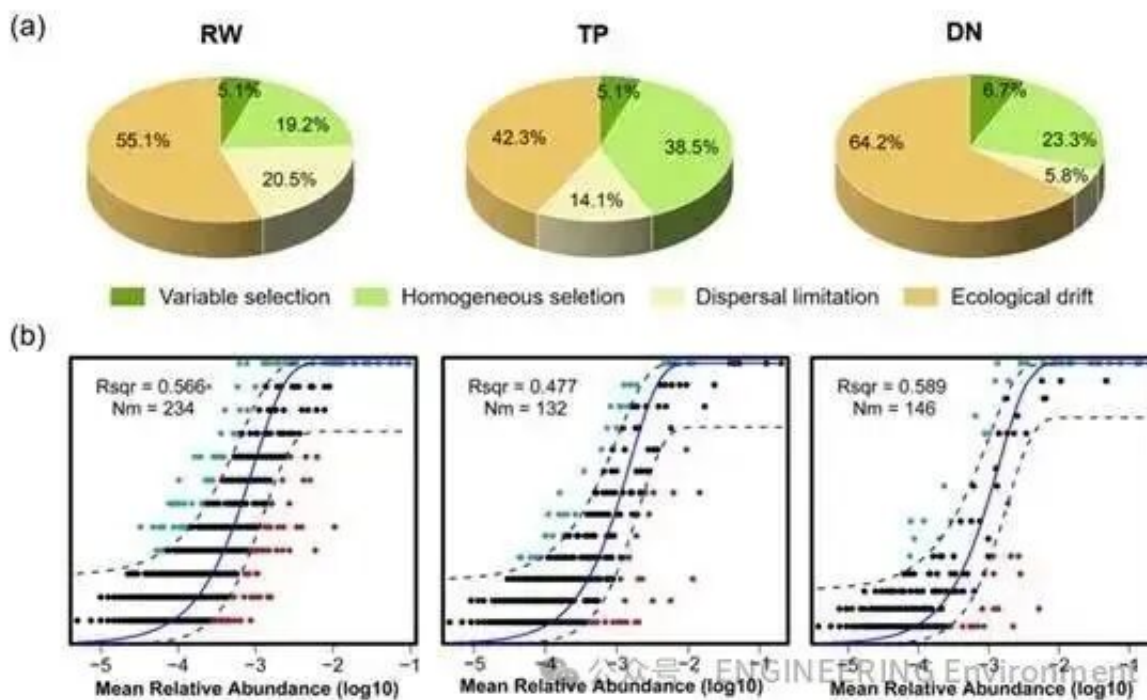 (a)
RW
TP
DN
5.1%
19.2%
20.5%
55.1%
5.1%
38.5%
14.1%
42.3%
6.7%
23.3%
5.8%
64.2%
Variable selection
Homogeneous seletion
Dispersal limitation
Ecological drift
(b)
Rsqr = 0.566
Nm = 234
Rsqr = 0.477
Nm = 132
Rsqr = 0.589
Nm = 146
−5 −4 −3 −2 −1
−5 −4 −3 −2 −1
−5 −4 −3 −2 −1
公众号 · ENGINEERING Environment
Mean Relative Abundance (log10)
Mean Relative Abundance (log10)
Mean Relative Abundance (log10)